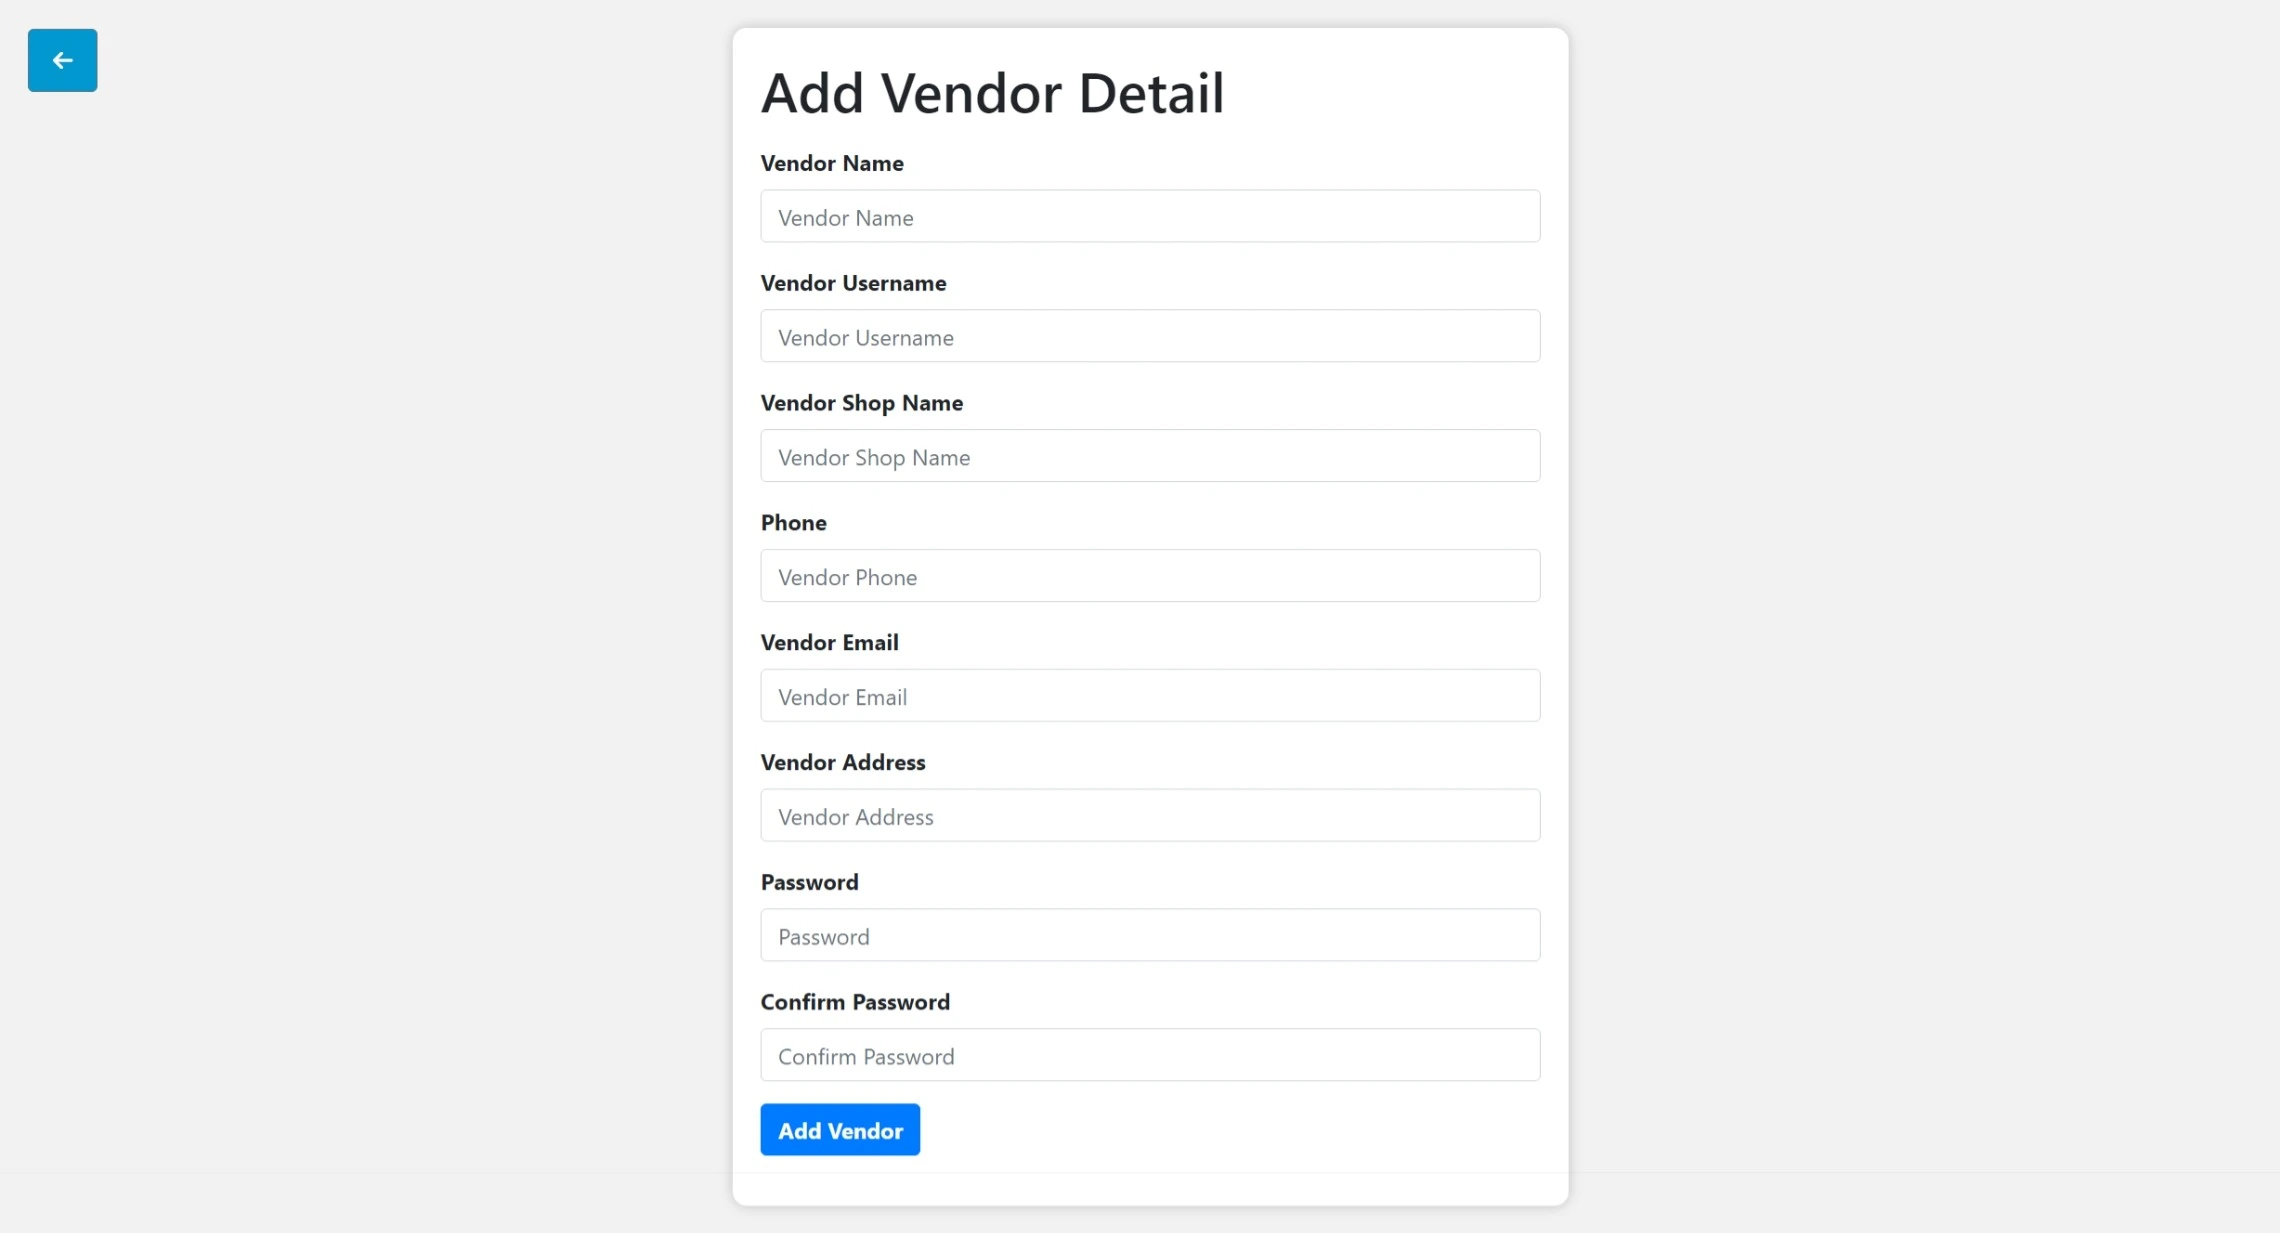 Add Vendor Detail
Vendor Name
Vendor Name
Vendor Username
Vendor Username
Vendor Shop Name
Vendor Shop Name
Phone
Vendor Phone
Vendor Email
Vendor Email
Vendor Address
Vendor Address
Password
Password
Confirm Password
Confirm Password
Add Vendor